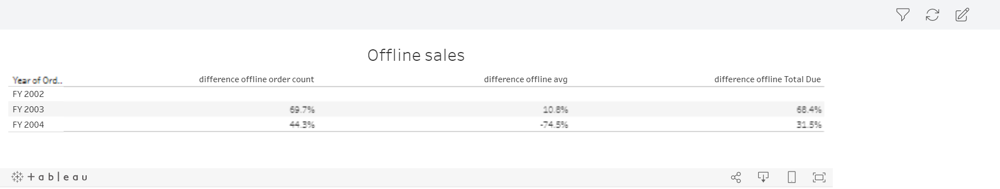 Offline sales
Year of Ord.. difference offline order count difference offline avg difference offline Total Due
FY 2002
FY 2003 69.7% 10.8% 68.4%
FY 2004 44.3% -74.5% 31.5%
+ableau